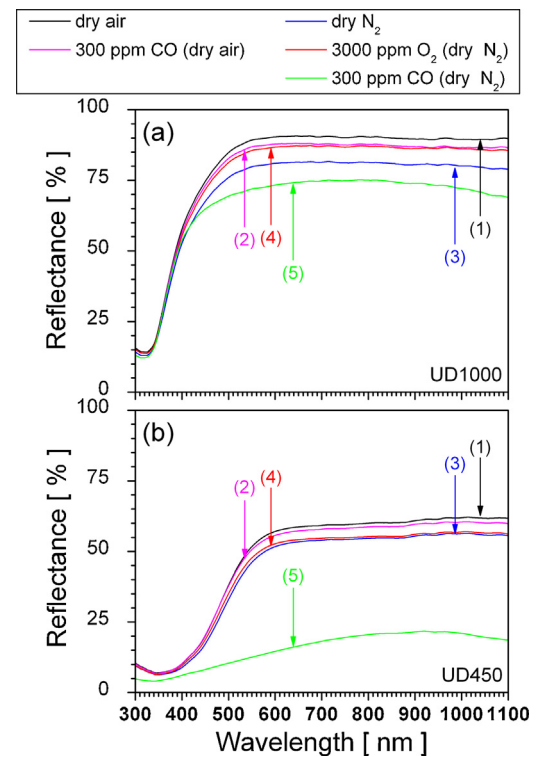 dry air dry N₂
300 ppm CO (dry air) 3000 ppm O₂ (dry N₂)
300 ppm CO (dry N₂)
Reflectance [ % ]
100
75
50
25
0
(a)
(1)
(2)
(4)
(3)
(5)
UD1000
Reflectance [ % ]
100
75
50
25
0
(b)
(1)
(3)
(4)
(2)
(5)
UD450
300 400 500 600 700 800 900 1000 1100
Wavelength [ nm ]